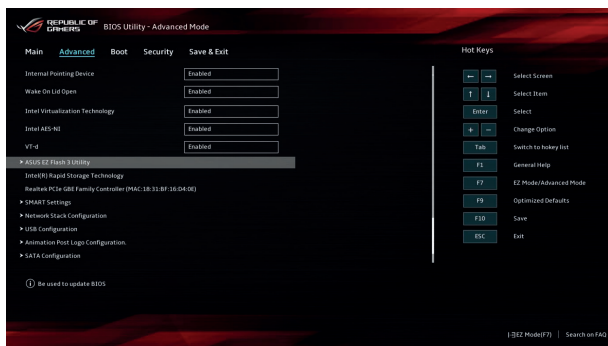 REPUBLIC OF GAMERS BIOS Utility - Advanced Mode
Main Advanced Boot Security Save & Exit
Hot Keys
Internal Pointing Device Enabled
Wake On Lid Open Enabled
Intel Virtualization Technology Enabled
Intel AES-NI Enabled
VT-d Enabled
ASUS EZ Flash 3 Utility
Intel(R) Rapid Storage Technology
Realtek PCIe GBE Family Controller (MAC:18:31:BF:16:D4:0E)
SMART Settings
Network Stack Configuration
USB Configuration
Animation Post Logo Configuration.
SATA Configuration
← → Select Screen
↑ ↓ Select Item
Enter Select
+ − Change Option
Tab Switch to hokey list
F1 General Help
F7 EZ Mode/Advanced Mode
F9 Optimized Defaults
F10 Save
ESC Exit
Be used to update BIOS
EZ Mode(F7) | Search on FAQ